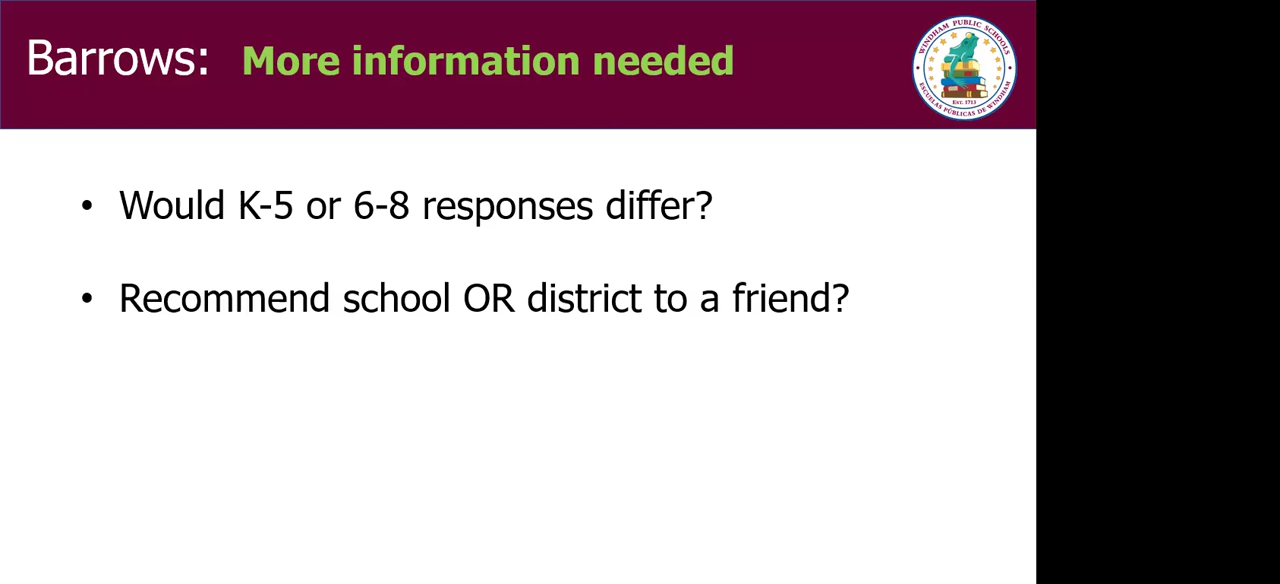 Barrows: More information needed
WINDHAM PUBLIC SCHOOLS
EST. 1711
ESCUELAS PÚBLICAS DE WINDHAM
• Would K-5 or 6-8 responses differ?
• Recommend school OR district to a friend?